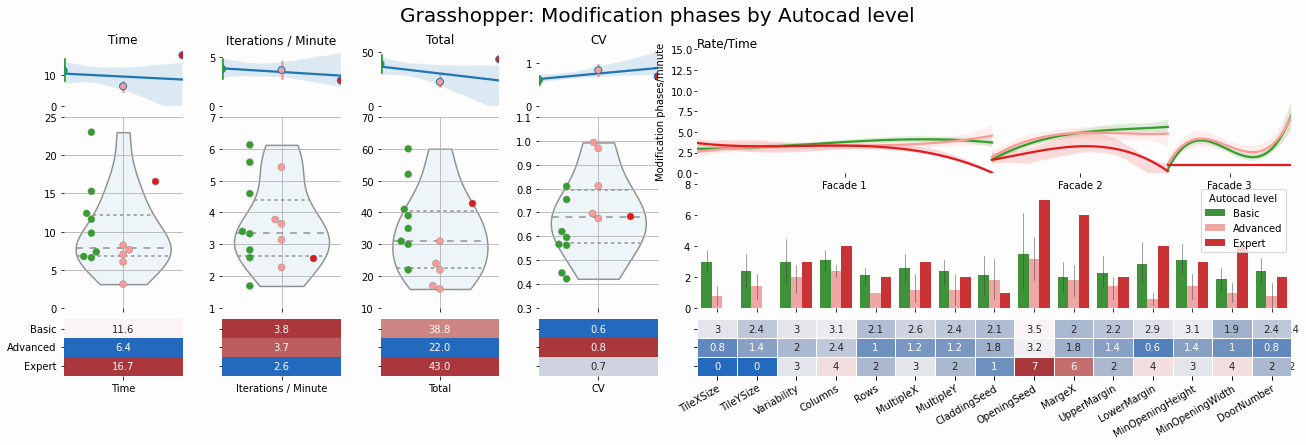 Grasshopper: Modification phases by Autocad level
Time
Iterations / Minute
Total
CV
Rate/Time
10
0
5
0
50
0
1
0
Modification phases/minute
15.0
12.5
10.0
7.5
5.0
2.5
0.0
Facade 1
Facade 2
Facade 3
25
20
15
10
5
0
7
6
5
4
3
2
1
70
60
50
40
30
20
10
1.1
1.0
0.9
0.8
0.7
0.6
0.5
0.4
0.3
8
6
4
2
0
Autocad level
Basic
Advanced
Expert
Basic 11.6 3.8 38.8 0.6 3 2.4 3 3.1 2.1 2.6 2.4 2.1 3.5 2 2.2 2.9 3.1 1.9 2.4
Advanced 6.4 3.7 22.0 0.8 0.8 1.4 2 2.4 1 1.2 1.2 1.8 3.2 1.8 1.4 0.6 1.4 1 0.8
Expert 16.7 2.6 43.0 0.7 0 0 3 4 2 3 2 1 7 6 2 4 3 4 2
Time
Iterations / Minute
Total
CV
TileXSize
TileYSize
Variability
Columns
Rows
MultipleX
MultipleY
CladdingSeed
OpeningSeed
MargeX
UpperMargin
LowerMargin
MinOpeningHeight
MinOpeningWidth
DoorNumber